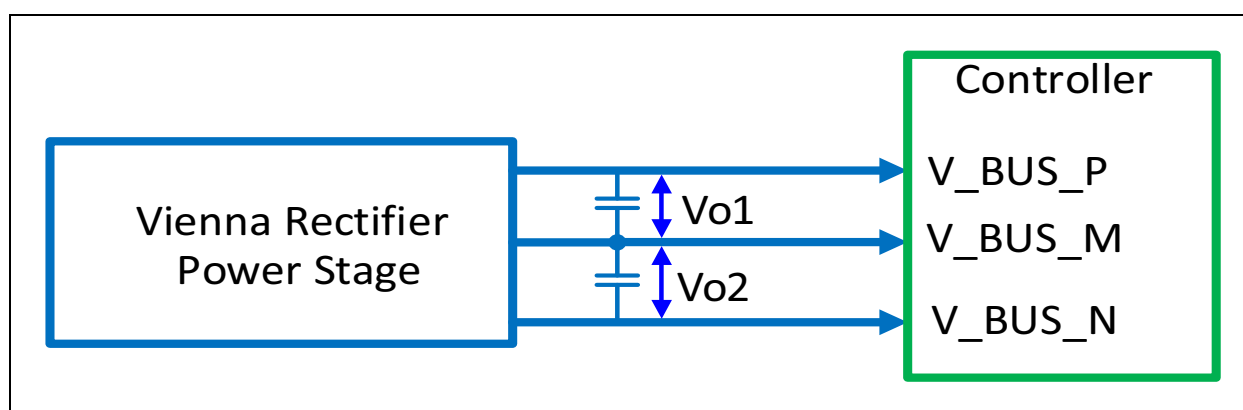 Controller
V_BUS_P
Vo1
Vienna Rectifier
Power Stage
V_BUS_M
Vo2
V_BUS_N